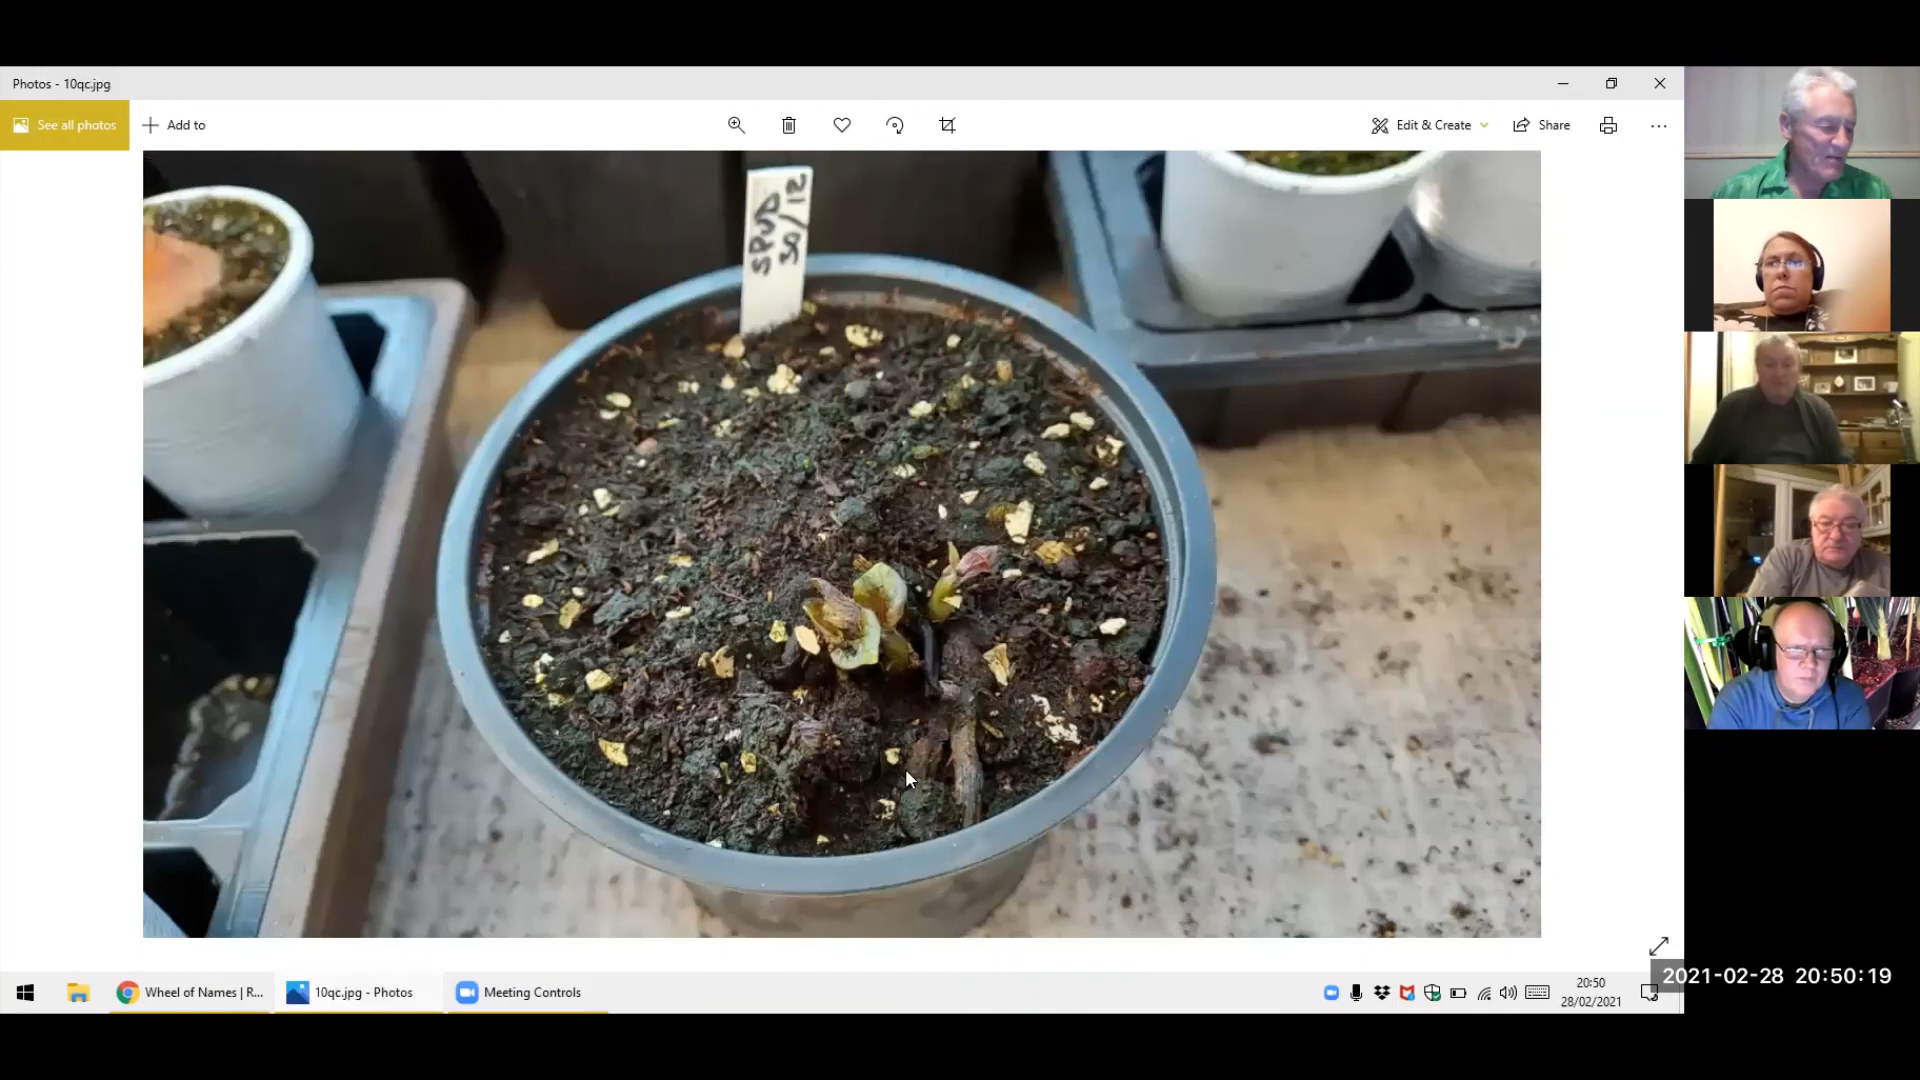 Photos - 10qc.jpg
See all photos
Add to
Edit & Create
Share
SPUD
30/12
Wheel of Names | R...
10qc.jpg - Photos
Meeting Controls
20:50
28/02/2021
2021-02-28 20:50:19